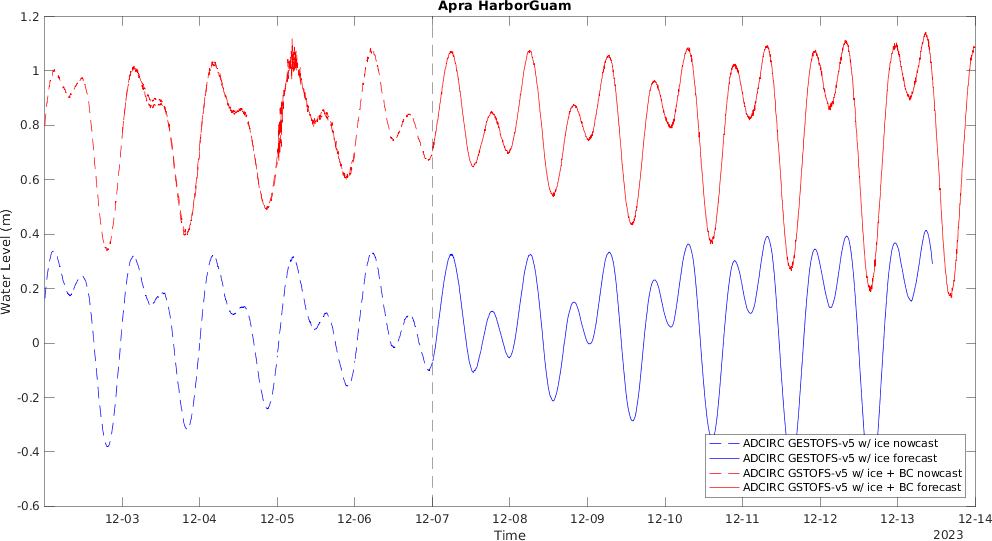 Apra HarborGuam
1.2
1
0.8
0.6
0.4
0.2
0
-0.2
-0.4
-0.6
Water Level (m)
ADCIRC GESTOFS-v5 w/ ice nowcast
ADCIRC GESTOFS-v5 w/ ice forecast
ADCIRC GSTOFS-v5 w/ ice + BC nowcast
ADCIRC GSTOFS-v5 w/ ice + BC forecast
12-03 12-04 12-05 12-06 12-07 12-08 12-09 12-10 12-11 12-12 12-13 12-14
Time
2023